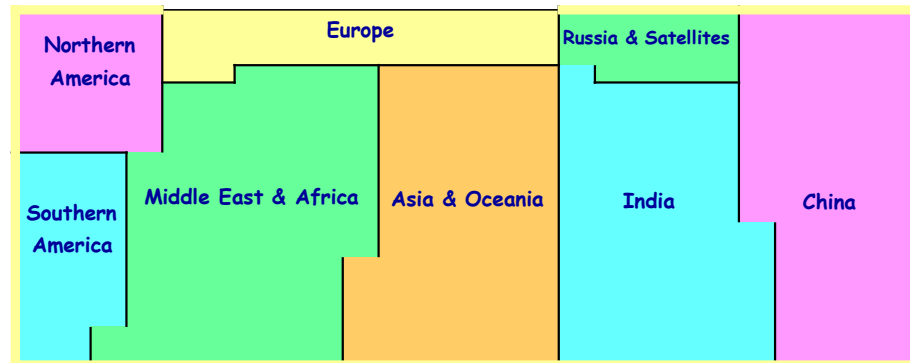 Northern
America
Europe
Russia & Satellites
Southern
America
Middle East & Africa
Asia & Oceania
India
China